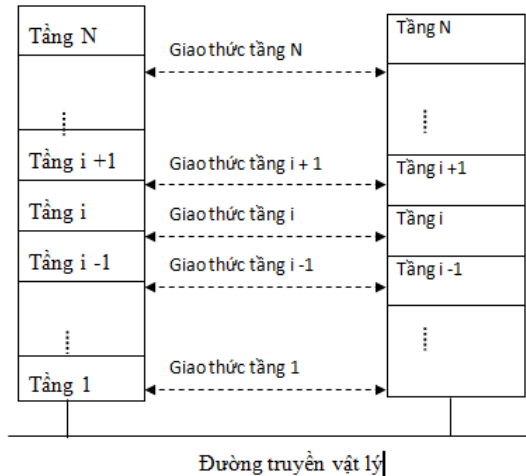 Tầng N
Giao thức tầng N
Tầng N
Tầng i +1
Giao thức tầng i + 1
Tầng i +1
Tầng i
Giao thức tầng i
Tầng i
Tầng i -1
Giao thức tầng i -1
Tầng i -1
Tầng 1
Giao thức tầng 1
Đường truyền vật lý